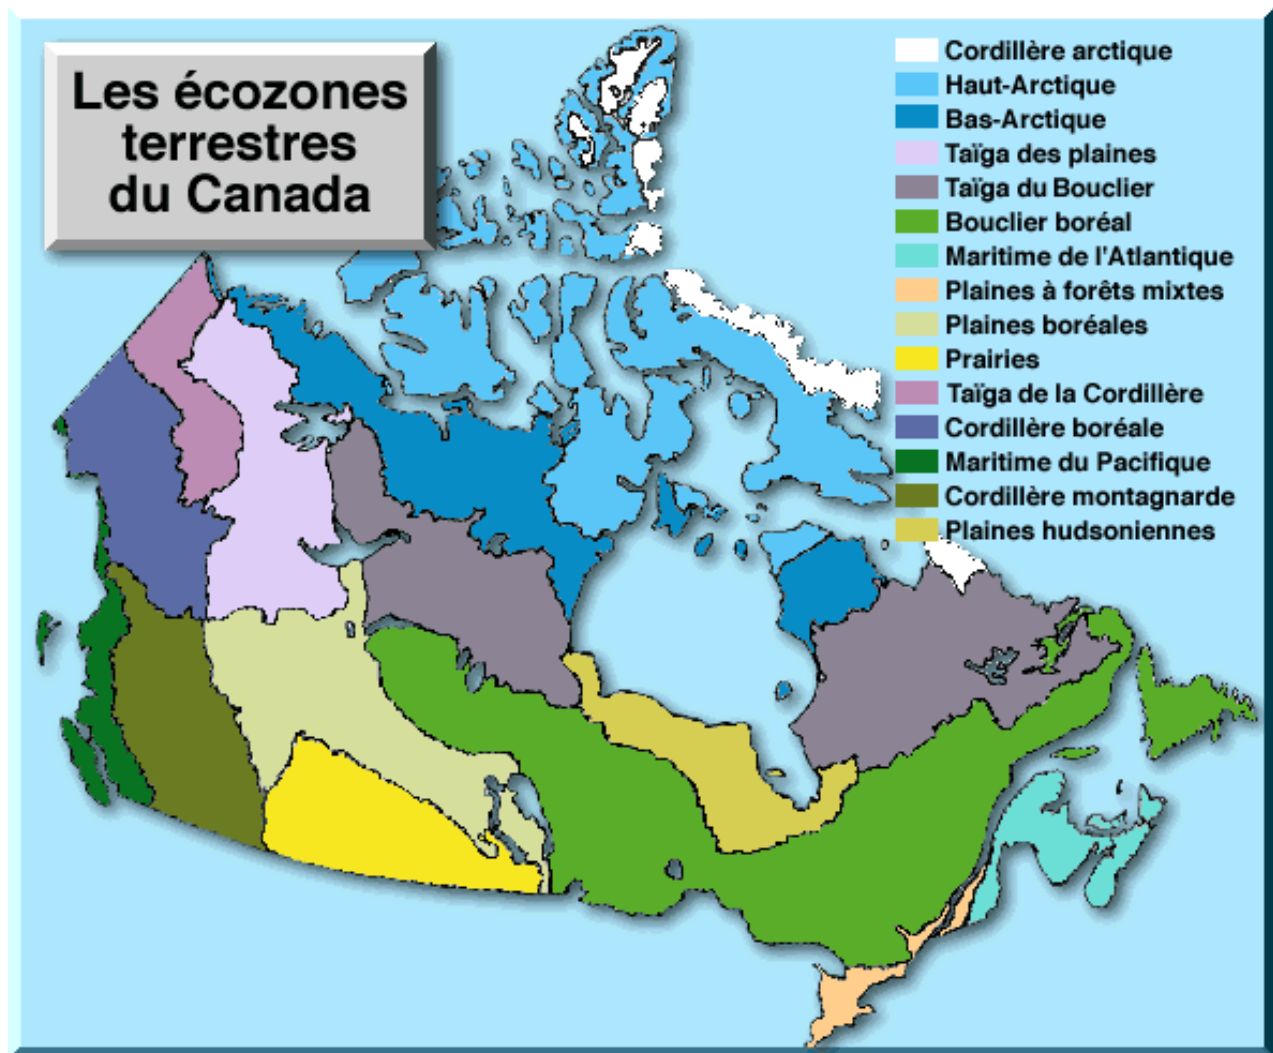 Les écozones
terrestres
du Canada
Cordillère arctique
Haut-Arctique
Bas-Arctique
Taïga des plaines
Taïga du Bouclier
Bouclier boréal
Maritime de l'Atlantique
Plaines à forêts mixtes
Plaines boréales
Prairies
Taïga de la Cordillère
Cordillère boréale
Maritime du Pacifique
Cordillère montagnarde
Plaines hudsoniennes